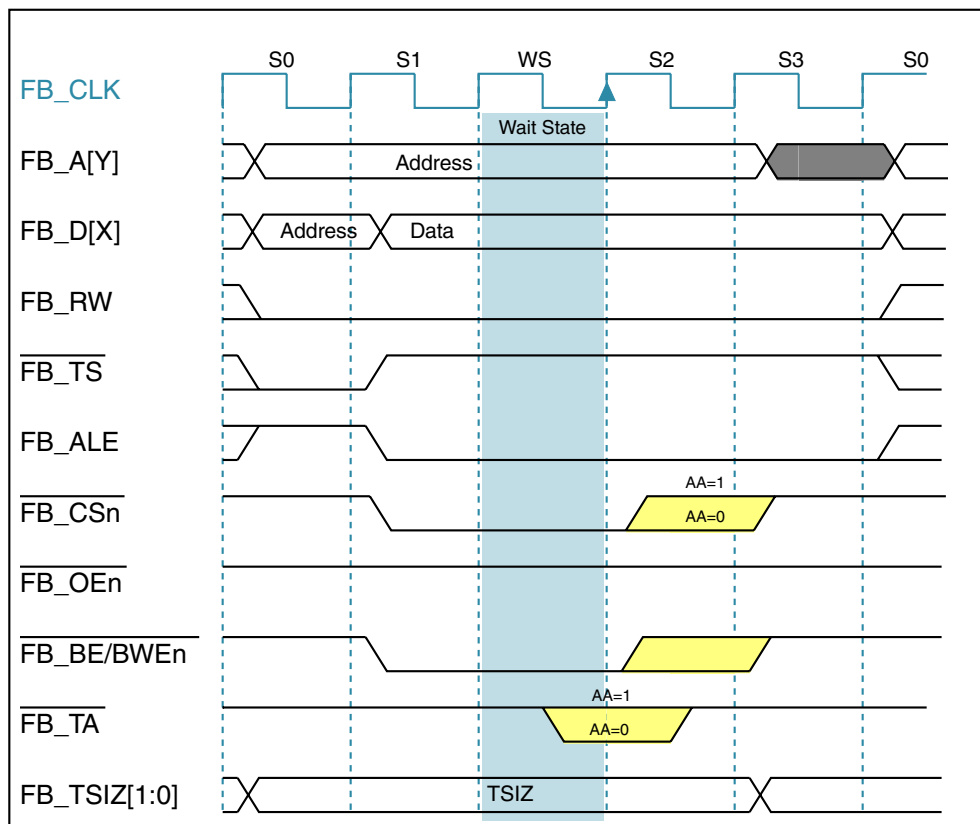 S0 S1 WS S2 S3 S0
FB_CLK
Wait State
FB_A[Y] Address
FB_D[X] Address Data
FB_RW
FB_TS
FB_ALE
AA=1
FB_CSn AA=0
FB_OEn
FB_BE/BWEn
AA=1
FB_TA AA=0
FB_TSIZ[1:0] TSIZ